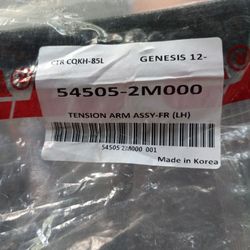 CTR CQKH-85L GENESIS 12-
54505-2M000
TENSION ARM ASSY-FR (LH)
54505 2M000 001
Made in Korea